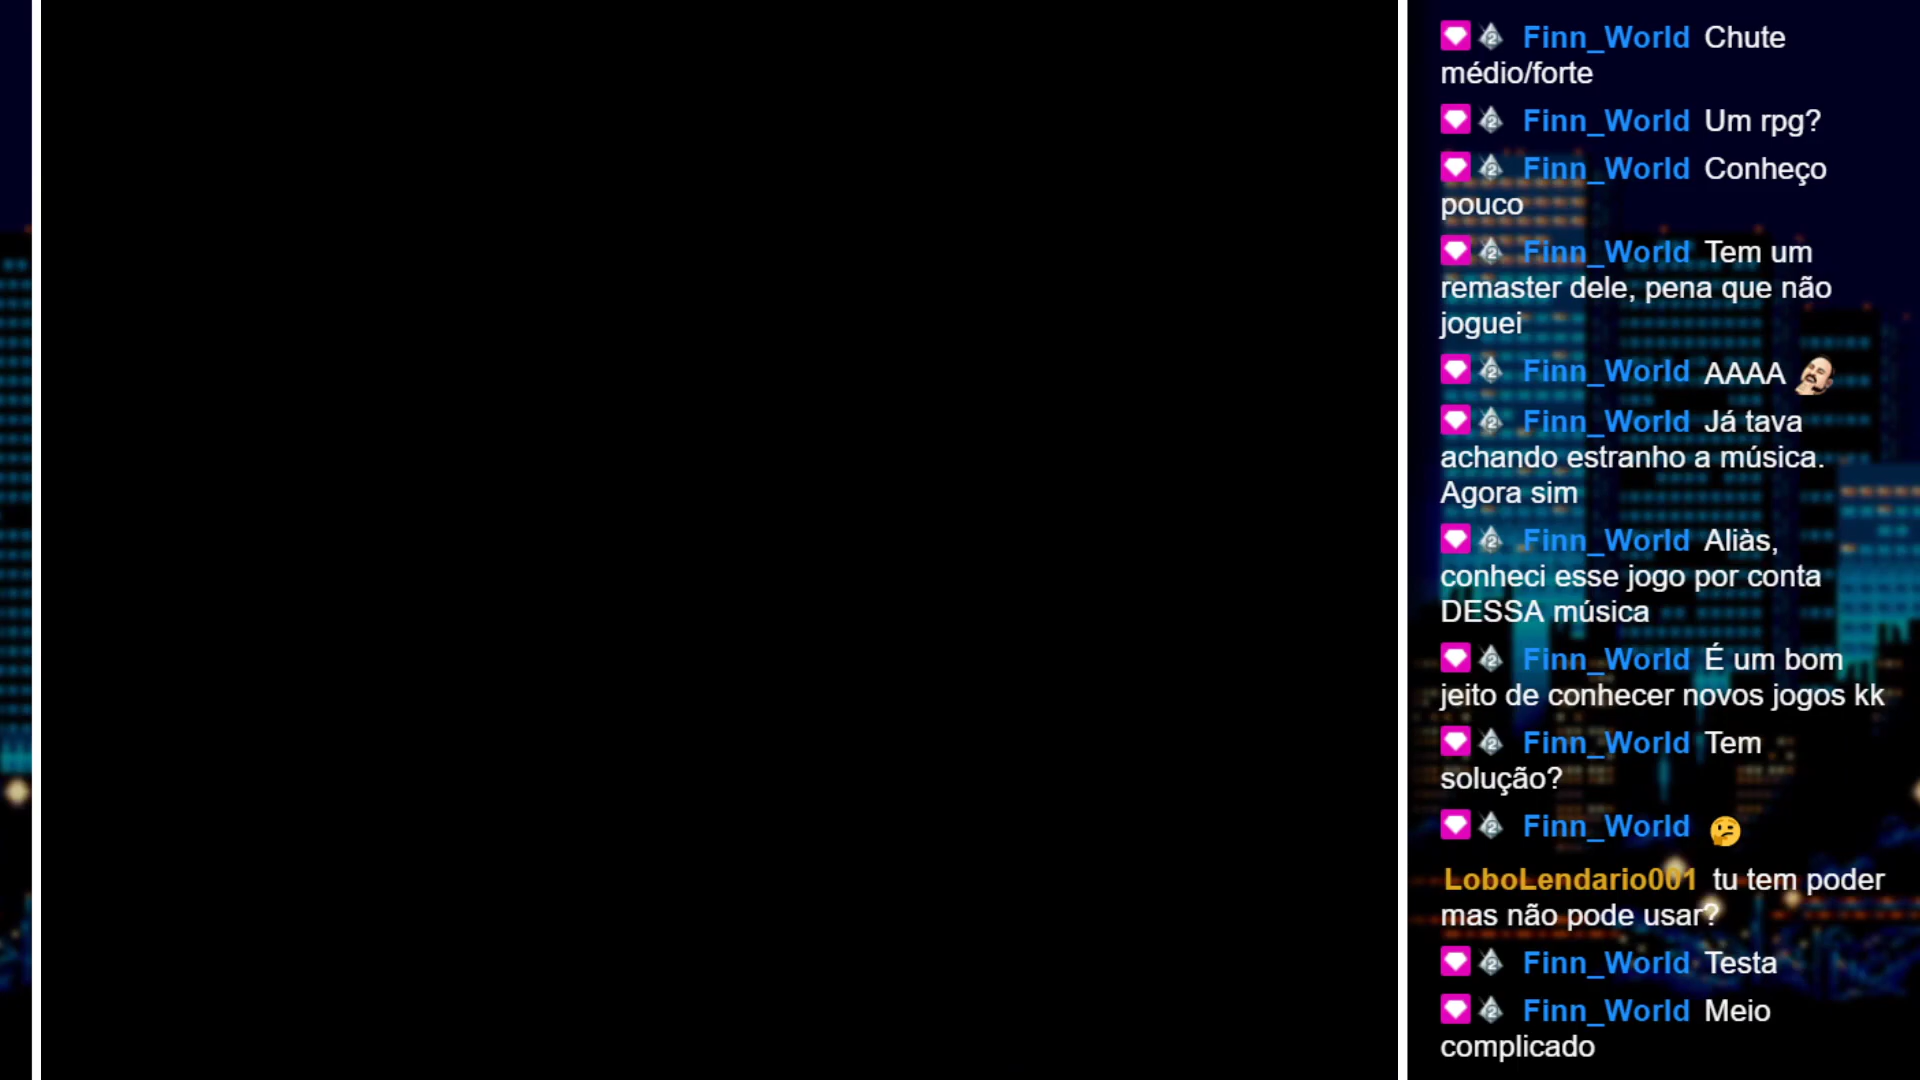 Finn_World Chute
médio/forte
Finn_World Um rpg?
Finn_World Conheço
pouco
Finn_World Tem um
remaster dele, pena que não
joguei
Finn_World AAAA
Finn_World Já tava
achando estranho a música.
Agora sim
Finn_World Aliàs,
conheci esse jogo por conta
DESSA música
Finn_World É um bom
jeito de conhecer novos jogos kk
Finn_World Tem
solução?
Finn_World 🤔
LoboLendario001 tu tem poder
mas não pode usar?
Finn_World Testa
Finn_World Meio
complicado